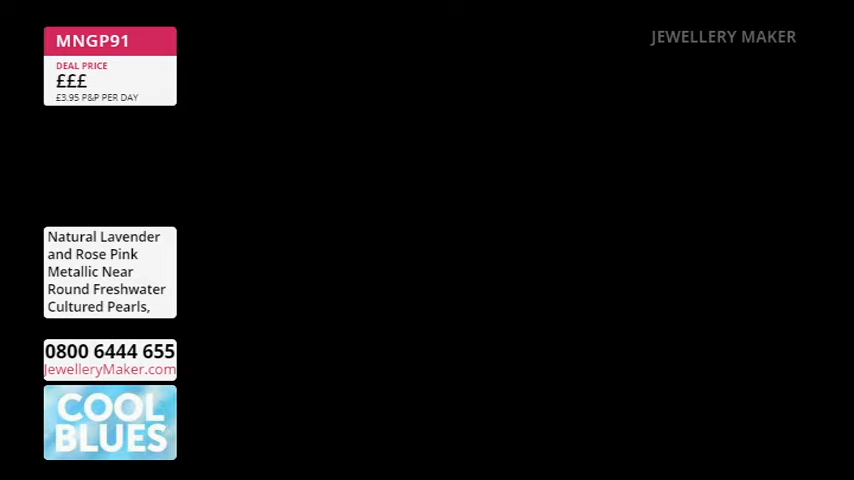 MNGP91
JEWELLERY MAKER
DEAL PRICE
£££
£3.95 P&P PER DAY
Natural Lavender
and Rose Pink
Metallic Near
Round Freshwater
Cultured Pearls,
0800 6444 655
JewelleryMaker.com
COOL
BLUES